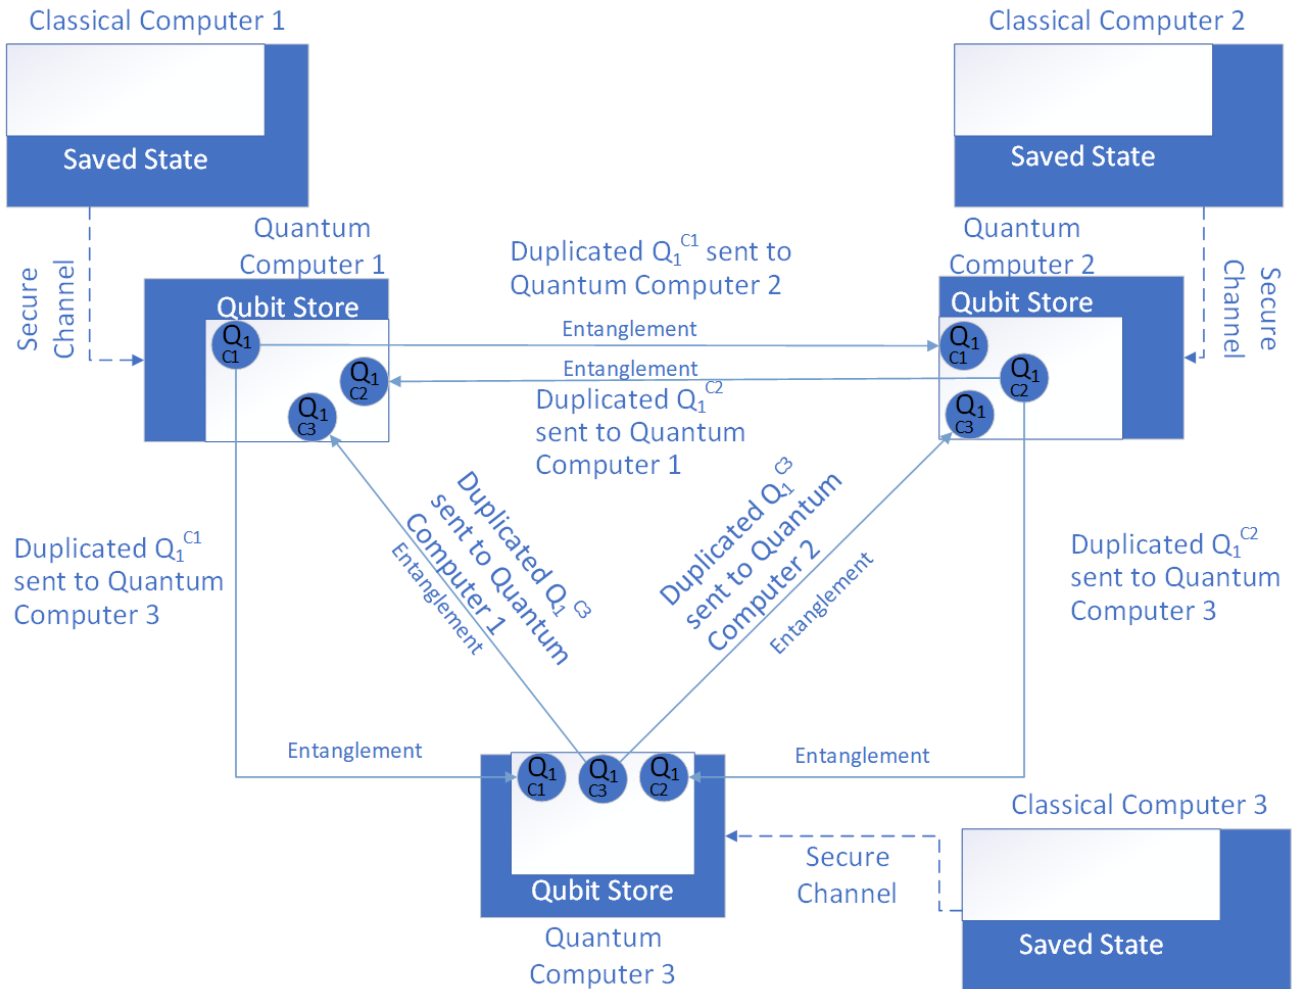 Classical Computer 1
Saved State
Classical Computer 2
Saved State
Secure
Channel
Quantum
Computer 1
Qubit Store
Q₁
C1
Q₁
C2
Q₁
C3
Duplicated Q₁ᶜ¹ sent to
Quantum Computer 2
Entanglement
Entanglement
Duplicated Q₁ᶜ²
sent to Quantum
Computer 1
Quantum
Computer 2
Qubit Store
Q₁
C1
Q₁
C2
Q₁
C3
Secure
Channel
Duplicated Q₁ᶜ¹
sent to Quantum
Computer 3
Duplicated Q₁ᶜ³
sent to Quantum
Computer 1
Entanglement
Duplicated Q₁ᶜ³
sent to Quantum
Computer 2
Entanglement
Duplicated Q₁ᶜ²
sent to Quantum
Computer 3
Entanglement
Entanglement
Q₁
C1
Q₁
C3
Q₁
C2
Qubit Store
Quantum
Computer 3
Secure
Channel
Classical Computer 3
Saved State